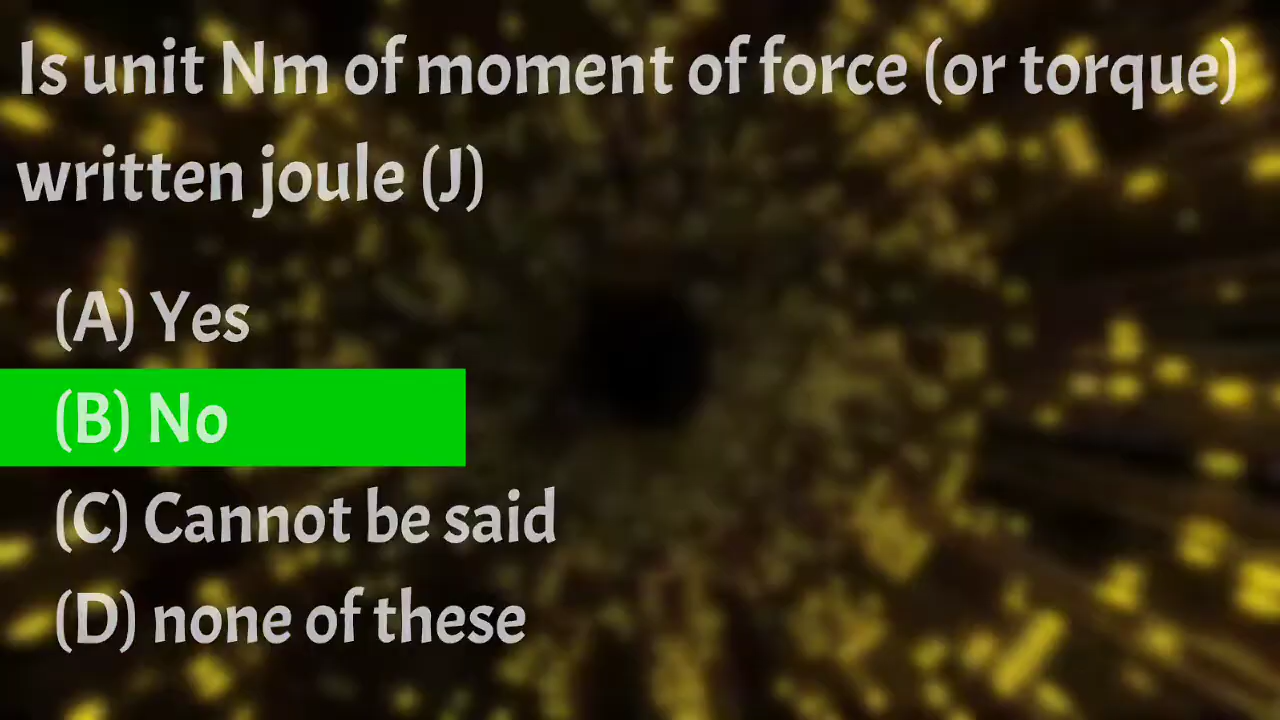 Is unit Nm of moment of force (or torque)
written joule (J)
(A) Yes
(B) No
(C) Cannot be said
(D) none of these